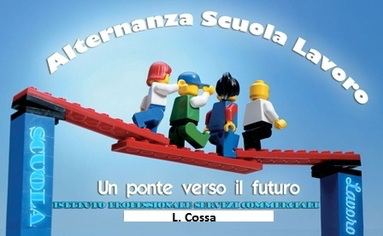 Alternanza Scuola Lavoro
SCUOLA
Lavoro
Un ponte verso il futuro
ISTITUTO PROFESSIONALE SERVIZI COMMERCIALI
L. Cossa